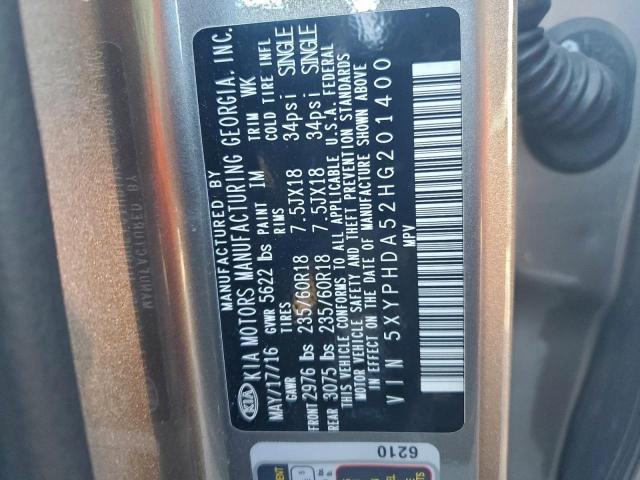 MANUFACTURED BY
KIA KIA MOTORS MANUFACTURING GEORGIA, INC.
MAY/17/16 GVWR 5622 lbs PAINT IM TRIM WK
GAWR TIRES RIMS COLD TIRE INFL
FRONT 2976 lbs 235/60R18 7.5JX18 34psi SINGLE
REAR 3075 lbs 235/60R18 7.5JX18 34psi SINGLE
THIS VEHICLE CONFORMS TO ALL APPLICABLE U.S.A. FEDERAL
MOTOR VEHICLE SAFETY AND THEFT PREVENTION STANDARDS
IN EFFECT ON THE DATE OF MANUFACTURE SHOWN ABOVE
VIN 5XYPHDA52HG201400
MPV
6210